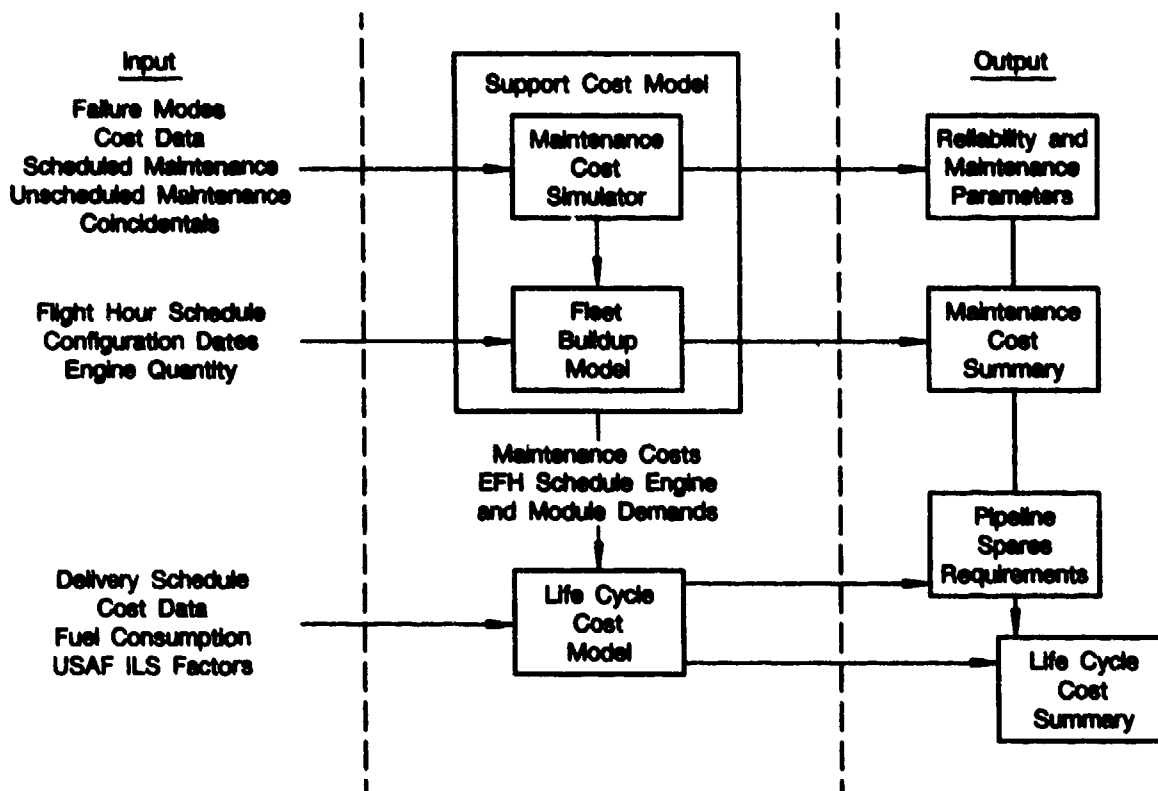 Input
Failure Modes
Cost Data
Scheduled Maintenance
Unscheduled Maintenance
Coincidentals
Flight Hour Schedule
Configuration Dates
Engine Quantity
Delivery Schedule
Cost Data
Fuel Consumption
USAF ILS Factors
Support Cost Model
Maintenance
Cost
Simulator
Fleet
Buildup
Model
Maintenance Costs
EFH Schedule Engine
and Module Demands
Life Cycle
Cost
Model
Output
Reliability and
Maintenance
Parameters
Maintenance
Cost
Summary
Pipeline
Spares
Requirements
Life Cycle
Cost
Summary